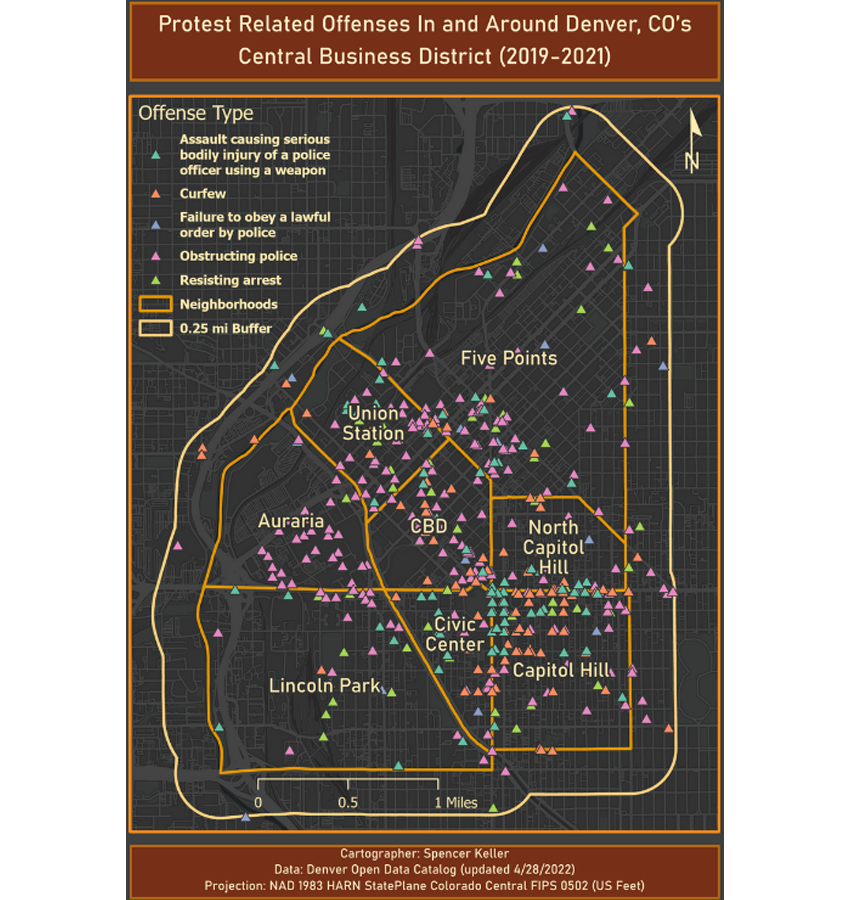 Protest Related Offenses In and Around Denver, CO's
Central Business District (2019-2021)
Offense Type
Assault causing serious
bodily injury of a police
officer using a weapon
Curfew
Failure to obey a lawful
order by police
Obstructing police
Resisting arrest
Neighborhoods
0.25 mi Buffer
N
Five Points
Union
Station
Auraria
CBD
North
Capitol
Hill
Civic
Center
Capitol Hill
Lincoln Park
0 0.5 1 Miles
Cartographer: Spencer Keller
Data: Denver Open Data Catalog (updated 4/28/2022)
Projection: NAD 1983 HARN StatePlane Colorado Central FIPS 0502 (US Feet)